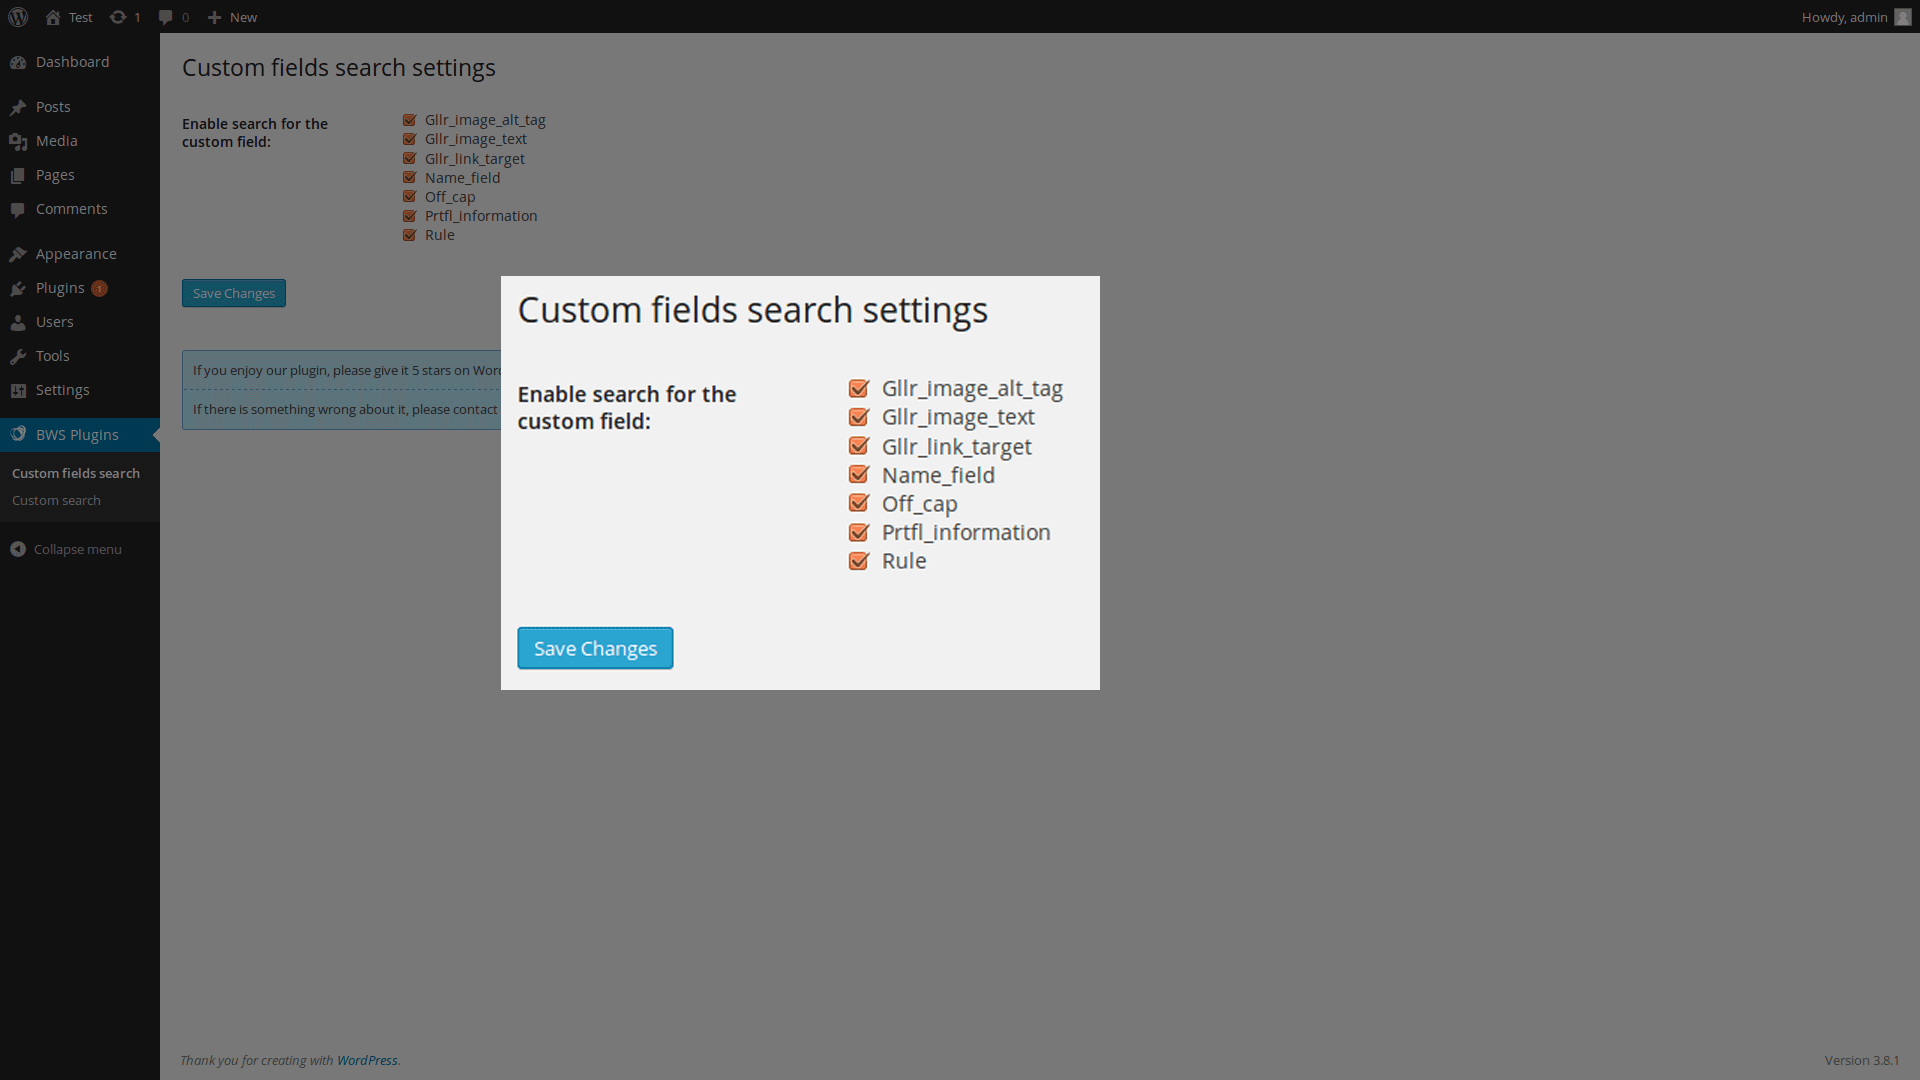 Test 1 0 New Howdy, admin
Dashboard
Posts
Media
Pages
Comments
Appearance
Plugins 1
Users
Tools
Settings
BWS Plugins
Custom fields search
Custom search
Collapse menu
Custom fields search settings
Enable search for the
custom field:
Gllr_image_alt_tag
Gllr_image_text
Gllr_link_target
Name_field
Off_cap
Prtfl_information
Rule
Save Changes
If you enjoy our plugin, please give it 5 stars on
If there is something wrong about it, please contact
Custom fields search settings
Enable search for the
custom field:
Gllr_image_alt_tag
Gllr_image_text
Gllr_link_target
Name_field
Off_cap
Prtfl_information
Rule
Save Changes
Thank you for creating with WordPress.
Version 3.8.1